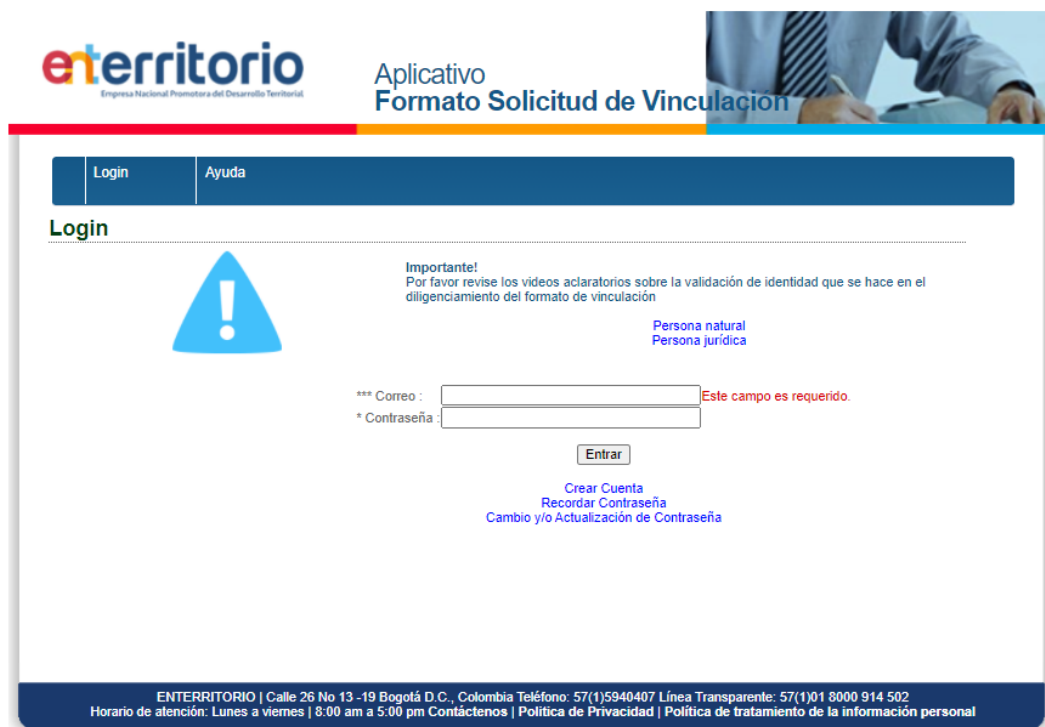 enterritorio
Empresa Nacional Promotora del Desarrollo Territorial
Aplicativo
Formato Solicitud de Vinculación
Login Ayuda
Login
Importante!
Por favor revise los videos aclaratorios sobre la validación de identidad que se hace en el
diligenciamiento del formato de vinculación
Persona natural
Persona jurídica
*** Correo : Este campo es requerido.
* Contraseña :
Entrar
Crear Cuenta
Recordar Contraseña
Cambio y/o Actualización de Contraseña
ENTERRITORIO | Calle 26 No 13 -19 Bogotá D.C., Colombia Teléfono: 57(1)5940407 Línea Transparente: 57(1)01 8000 914 502
Horario de atención: Lunes a viernes | 8:00 am a 5:00 pm Contáctenos | Politica de Privacidad | Política de tratamiento de la información personal